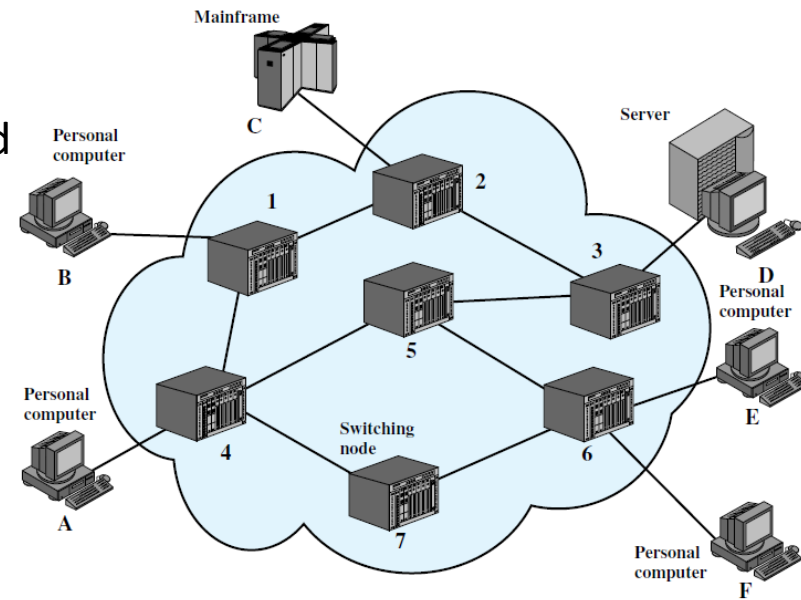 Mainframe
C
d
Personal
computer
B
1
2
Server
3
D
Personal
computer
5
E
Personal
computer
A
4
Switching
node
6
7
Personal
computer
F